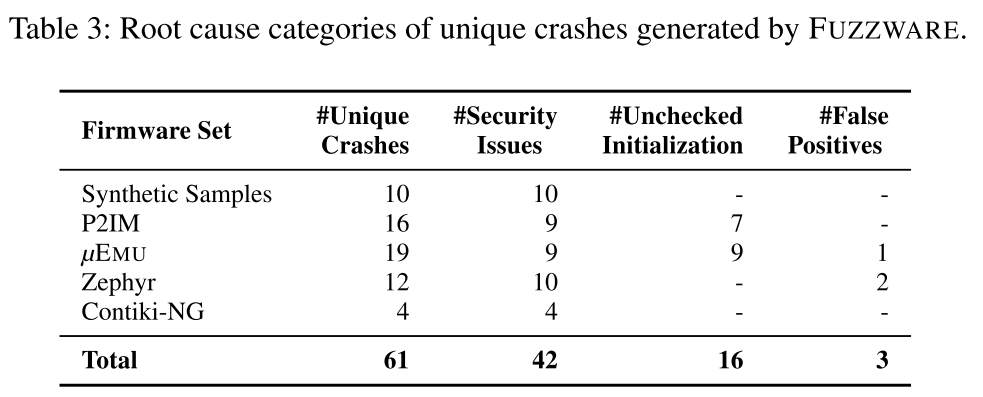 Table 3: Root cause categories of unique crashes generated by FUZZWARE.
Firmware Set #Unique Crashes #Security Issues #Unchecked Initialization #False Positives
Synthetic Samples 10 10 - -
P2IM 16 9 7 -
μEMU 19 9 9 1
Zephyr 12 10 - 2
Contiki-NG 4 4 - -
Total 61 42 16 3